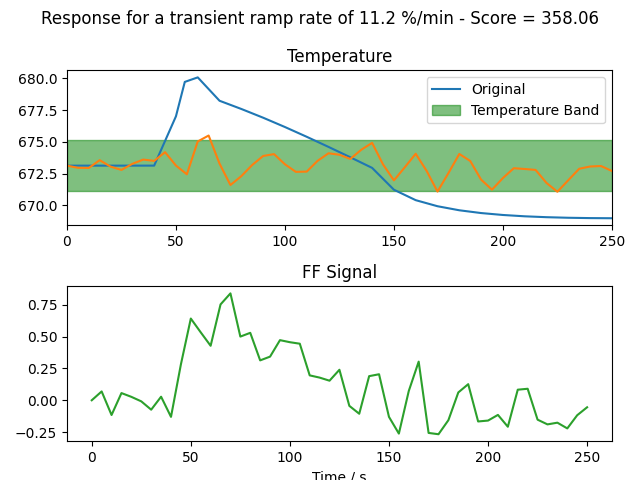 Response for a transient ramp rate of 11.2 %/min - Score = 358.06
Temperature
680.0
677.5
675.0
672.5
670.0
Original
Temperature Band
0 50 100 150 200 250
FF Signal
0.75
0.50
0.25
0.00
−0.25
0 50 100 150 200 250
Time / s